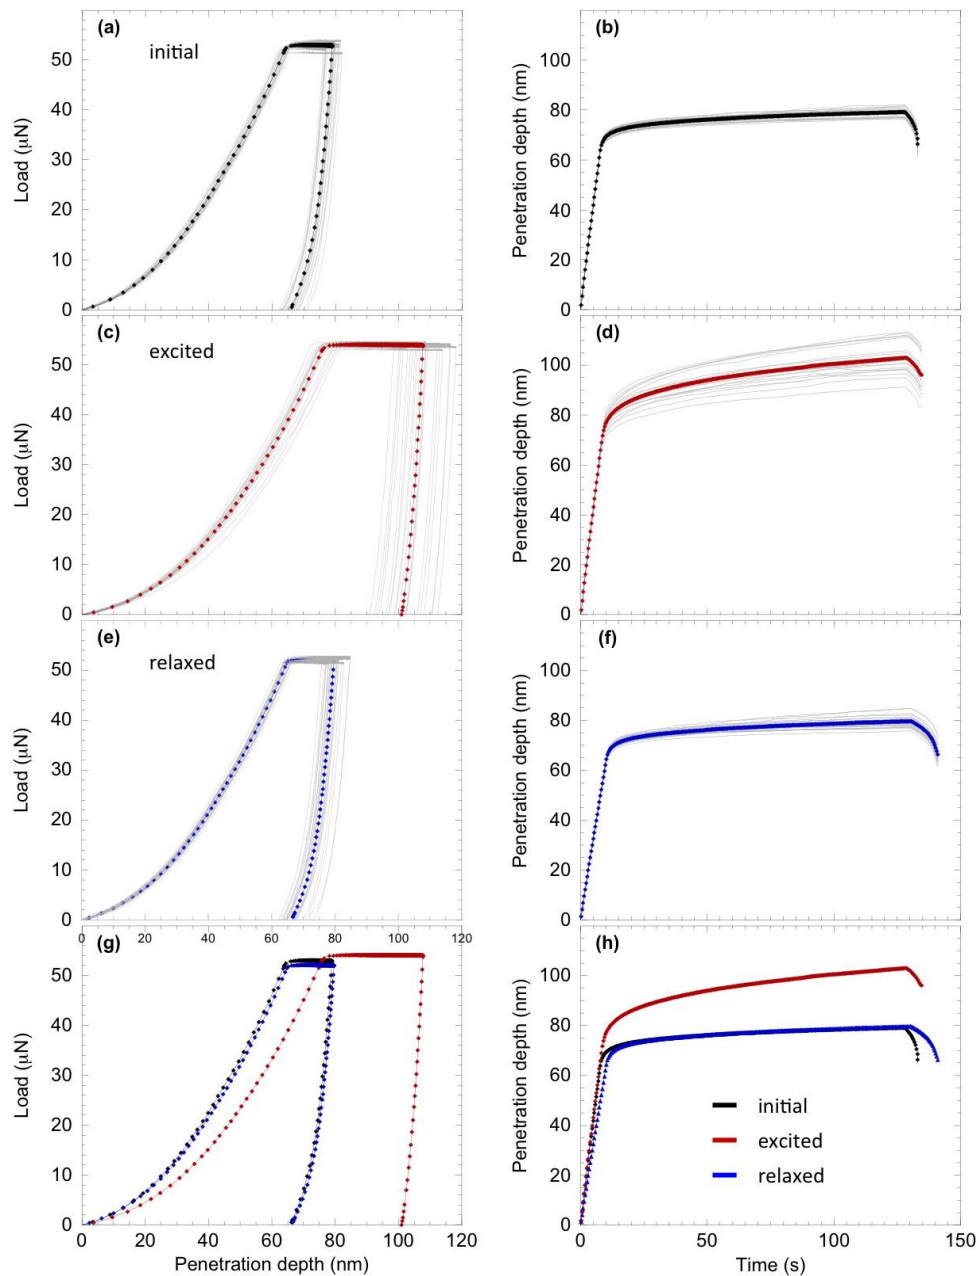 (a)
initial
Load (μN)
50
40
30
20
10
0
(b)
Penetration depth (nm)
100
80
60
40
20
0
(c)
excited
Load (μN)
50
40
30
20
10
0
(d)
Penetration depth (nm)
100
80
60
40
20
0
(e)
relaxed
Load (μN)
50
40
30
20
10
0
0 20 40 60 80 100 120
(f)
Penetration depth (nm)
100
80
60
40
20
0
(g)
Load (μN)
50
40
30
20
10
0
0 20 40 60 80 100 120
Penetration depth (nm)
(h)
Penetration depth (nm)
100
80
60
40
20
0
initial
excited
relaxed
0 50 100 150
Time (s)